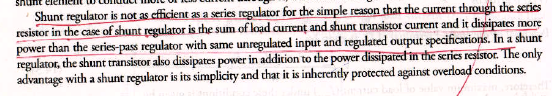 Shunt regulator is not as efficient as a series regulator for the simple reason that the current through the series
resistor in the case of shunt regulator is the sum of load current and shunt transistor current and it dissipates more
power than the series-pass regulator with same unregulated input and regulated output specifications. In a shunt
regulator, the shunt transistor also dissipates power in addition to the power dissipated in the series resistor. The only
advantage with a shunt regulator is its simplicity and that it is inherently protected against overload conditions.